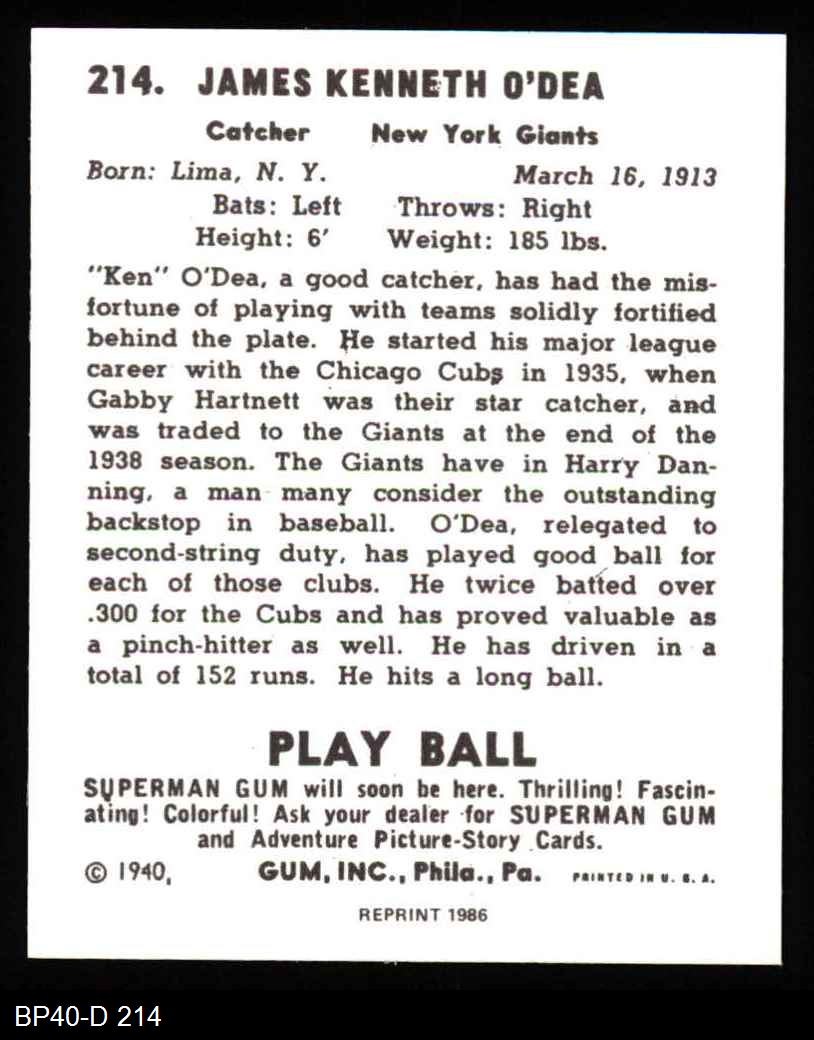 214. JAMES KENNETH O'DEA
Catcher New York Giants
Born: Lima, N. Y. March 16, 1913
Bats: Left Throws: Right
Height: 6′ Weight: 185 lbs.
"Ken" O'Dea, a good catcher, has had the mis-
fortune of playing with teams solidly fortified
behind the plate. He started his major league
career with the Chicago Cubs in 1935, when
Gabby Hartnett was their star catcher, and
was traded to the Giants at the end of the
1938 season. The Giants have in Harry Dan-
ning, a man many consider the outstanding
backstop in baseball. O'Dea, relegated to
second-string duty, has played good ball for
each of those clubs. He twice batted over
.300 for the Cubs and has proved valuable as
a pinch-hitter as well. He has driven in a
total of 152 runs. He hits a long ball.
PLAY BALL
SUPERMAN GUM will soon be here. Thrilling! Fascin-
ating! Colorful! Ask your dealer for SUPERMAN GUM
and Adventure Picture-Story Cards.
© 1940, GUM, INC., Phila., Pa. PRINTED IN U. S. A.
REPRINT 1986
BP40-D 214